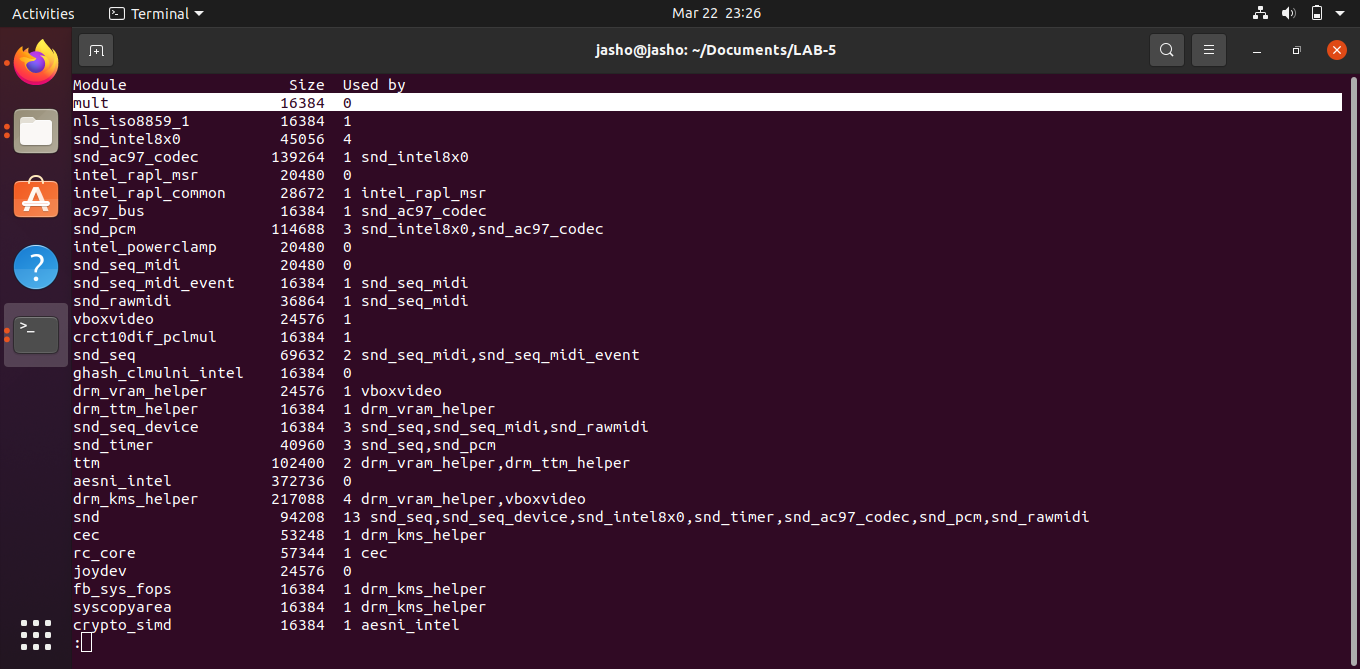 Activities Terminal Mar 22 23:26
jasho@jasho: ~/Documents/LAB-5
Module                  Size  Used by
mult                   16384  0
nls_iso8859_1          16384  1
snd_intel8x0           45056  4
snd_ac97_codec        139264  1 snd_intel8x0
intel_rapl_msr         20480  0
intel_rapl_common      28672  1 intel_rapl_msr
ac97_bus               16384  1 snd_ac97_codec
snd_pcm               114688  3 snd_intel8x0,snd_ac97_codec
intel_powerclamp       20480  0
snd_seq_midi           20480  0
snd_seq_midi_event     16384  1 snd_seq_midi
snd_rawmidi            36864  1 snd_seq_midi
vboxvideo              24576  1
crct10dif_pclmul       16384  1
snd_seq                69632  2 snd_seq_midi,snd_seq_midi_event
ghash_clmulni_intel    16384  0
drm_vram_helper        24576  1 vboxvideo
drm_ttm_helper         16384  1 drm_vram_helper
snd_seq_device         16384  3 snd_seq,snd_seq_midi,snd_rawmidi
snd_timer              40960  3 snd_seq,snd_pcm
ttm                   102400  2 drm_vram_helper,drm_ttm_helper
aesni_intel           372736  0
drm_kms_helper        217088  4 drm_vram_helper,vboxvideo
snd                    94208  13 snd_seq,snd_seq_device,snd_intel8x0,snd_timer,snd_ac97_codec,snd_pcm,snd_rawmidi
cec                    53248  1 drm_kms_helper
rc_core                57344  1 cec
joydev                 24576  0
fb_sys_fops            16384  1 drm_kms_helper
syscopyarea            16384  1 drm_kms_helper
crypto_simd            16384  1 aesni_intel
: